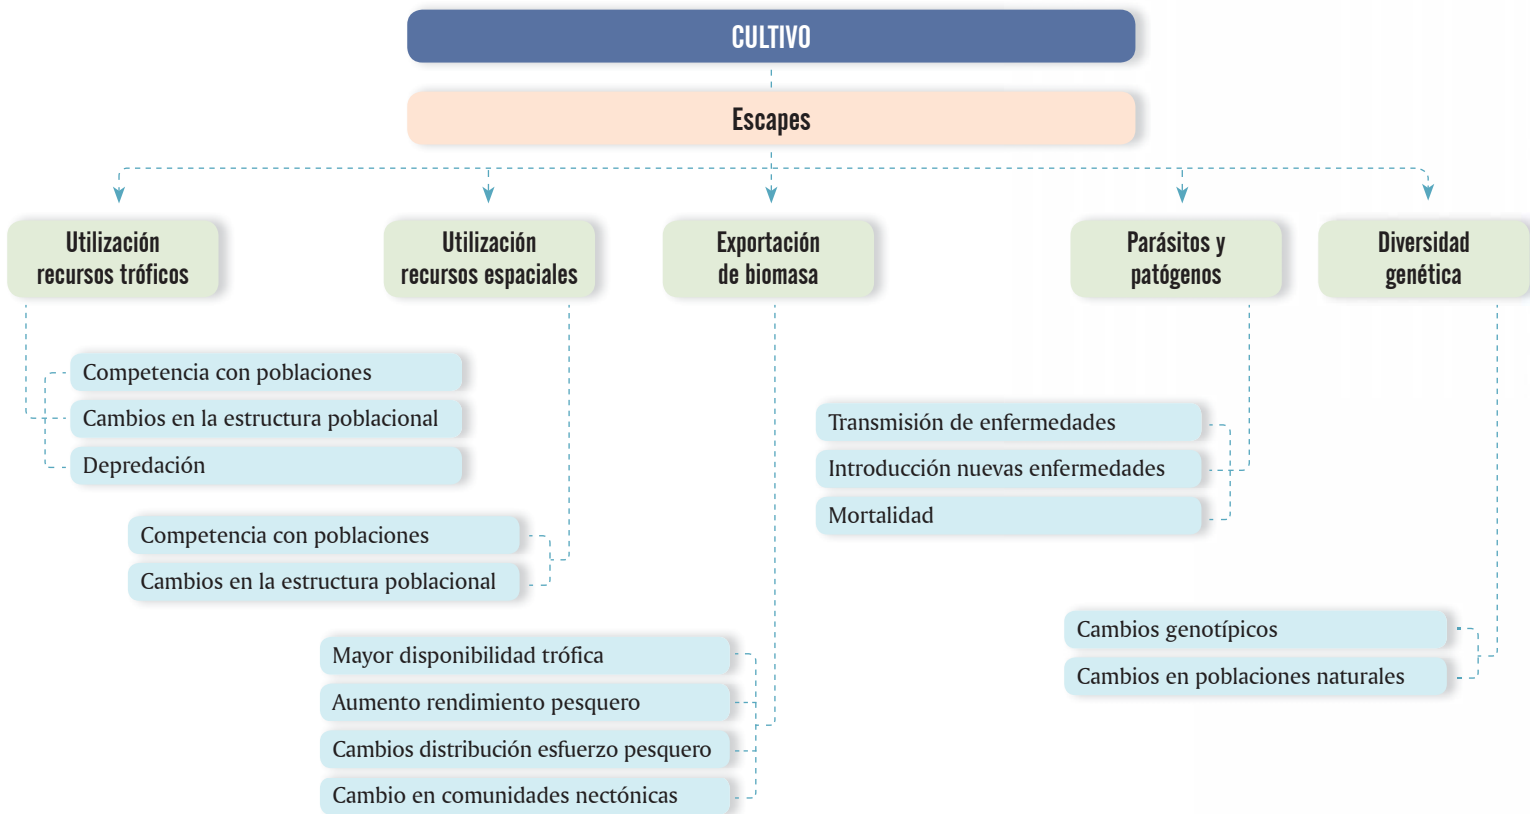 CULTIVO
Escapes
Utilización
recursos tróficos
Utilización
recursos espaciales
Exportación
de biomasa
Parásitos y
patógenos
Diversidad
genética
Competencia con poblaciones
Cambios en la estructura poblacional
Depredación
Competencia con poblaciones
Cambios en la estructura poblacional
Mayor disponibilidad trófica
Aumento rendimiento pesquero
Cambios distribución esfuerzo pesquero
Cambio en comunidades nectónicas
Transmisión de enfermedades
Introducción nuevas enfermedades
Mortalidad
Cambios genotípicos
Cambios en poblaciones naturales